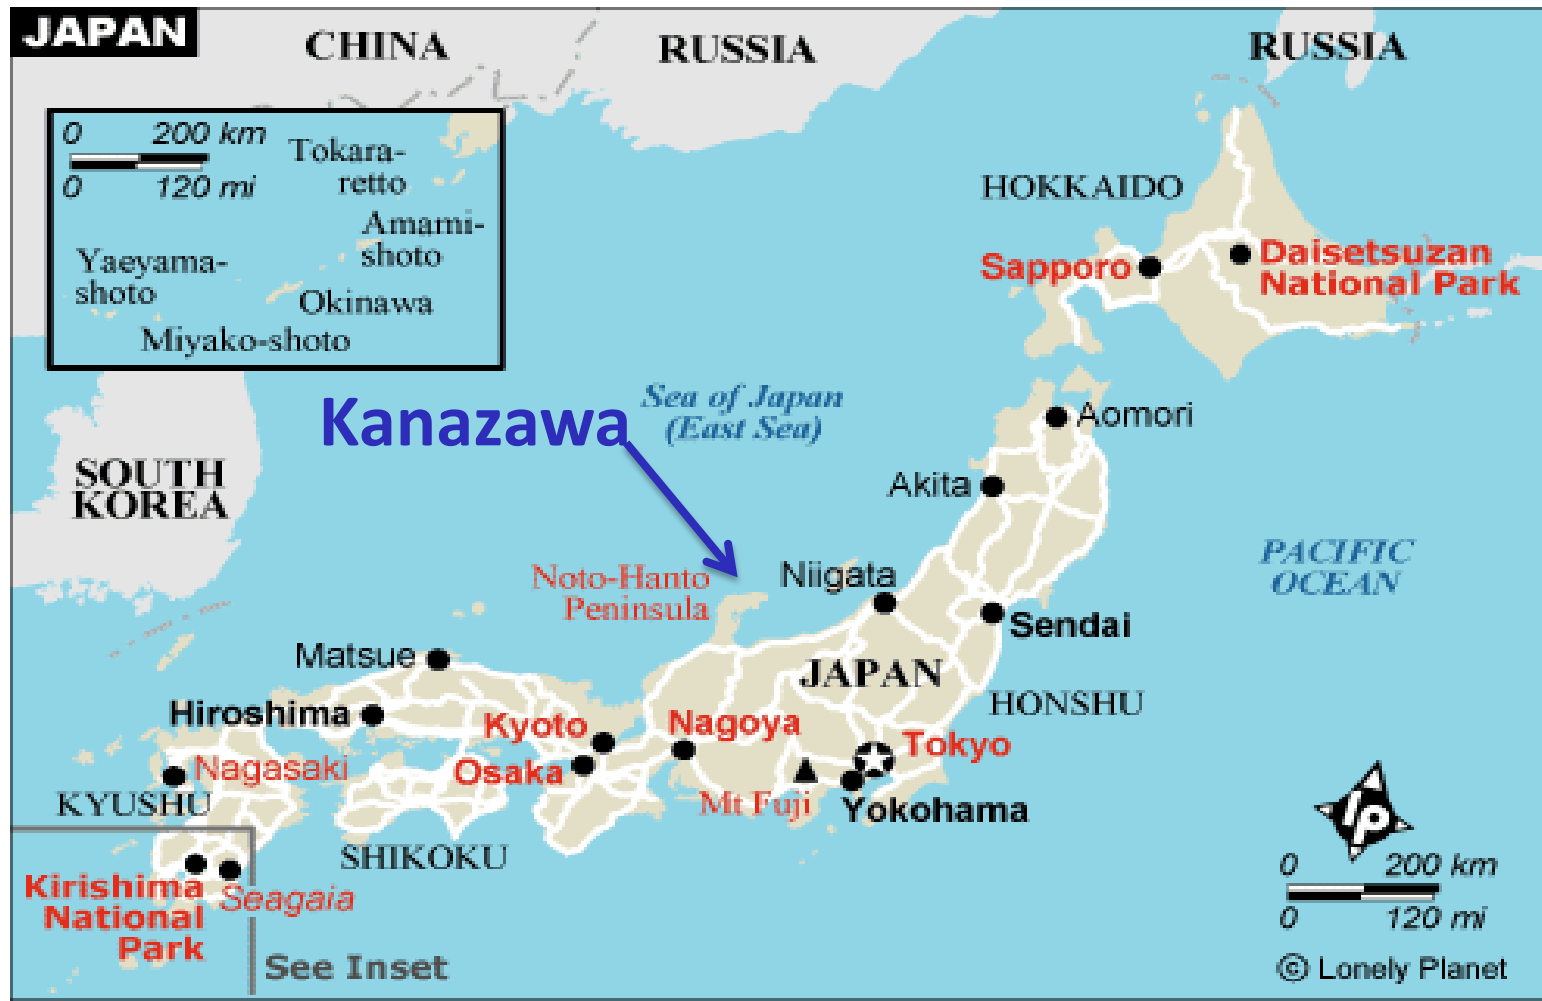 JAPAN
CHINA
RUSSIA
RUSSIA
0 200 km
0 120 mi
Tokara-
retto
Amami-
shoto
Yaeyama-
shoto
Okinawa
Miyako-shoto
HOKKAIDO
Sapporo
Daisetsuzan
National Park
Kanazawa
Sea of Japan
(East Sea)
Aomori
SOUTH
KOREA
Akita
PACIFIC
OCEAN
Noto-Hanto
Peninsula
Niigata
Sendai
Matsue
JAPAN
HONSHU
Hiroshima
Kyoto
Nagoya
Tokyo
Nagasaki
Osaka
KYUSHU
Mt Fuji
Yokohama
SHIKOKU
lp
0 200 km
0 120 mi
Kirishima
National
Park
Seagaia
See Inset
© Lonely Planet